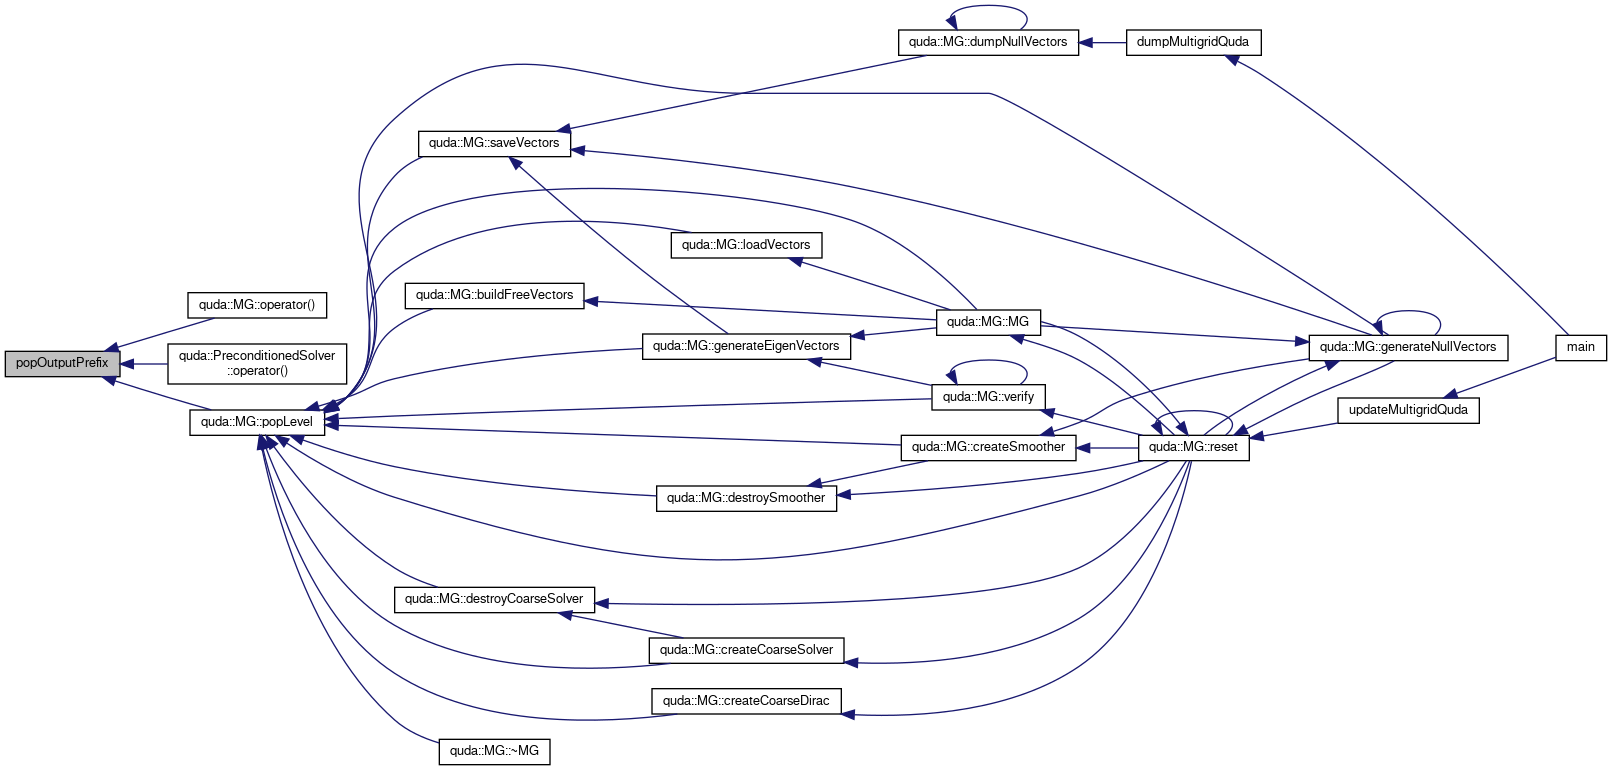 quda::MG::dumpNullVectors
dumpMultigridQuda
quda::MG::saveVectors
quda::MG::loadVectors
quda::MG::buildFreeVectors
quda::MG::operator()
quda::MG::MG
quda::MG::generateEigenVectors
quda::MG::generateNullVectors
main
popOutputPrefix
quda::PreconditionedSolver
::operator()
quda::MG::verify
updateMultigridQuda
quda::MG::popLevel
quda::MG::createSmoother
quda::MG::reset
quda::MG::destroySmoother
quda::MG::destroyCoarseSolver
quda::MG::createCoarseSolver
quda::MG::createCoarseDirac
quda::MG::~MG